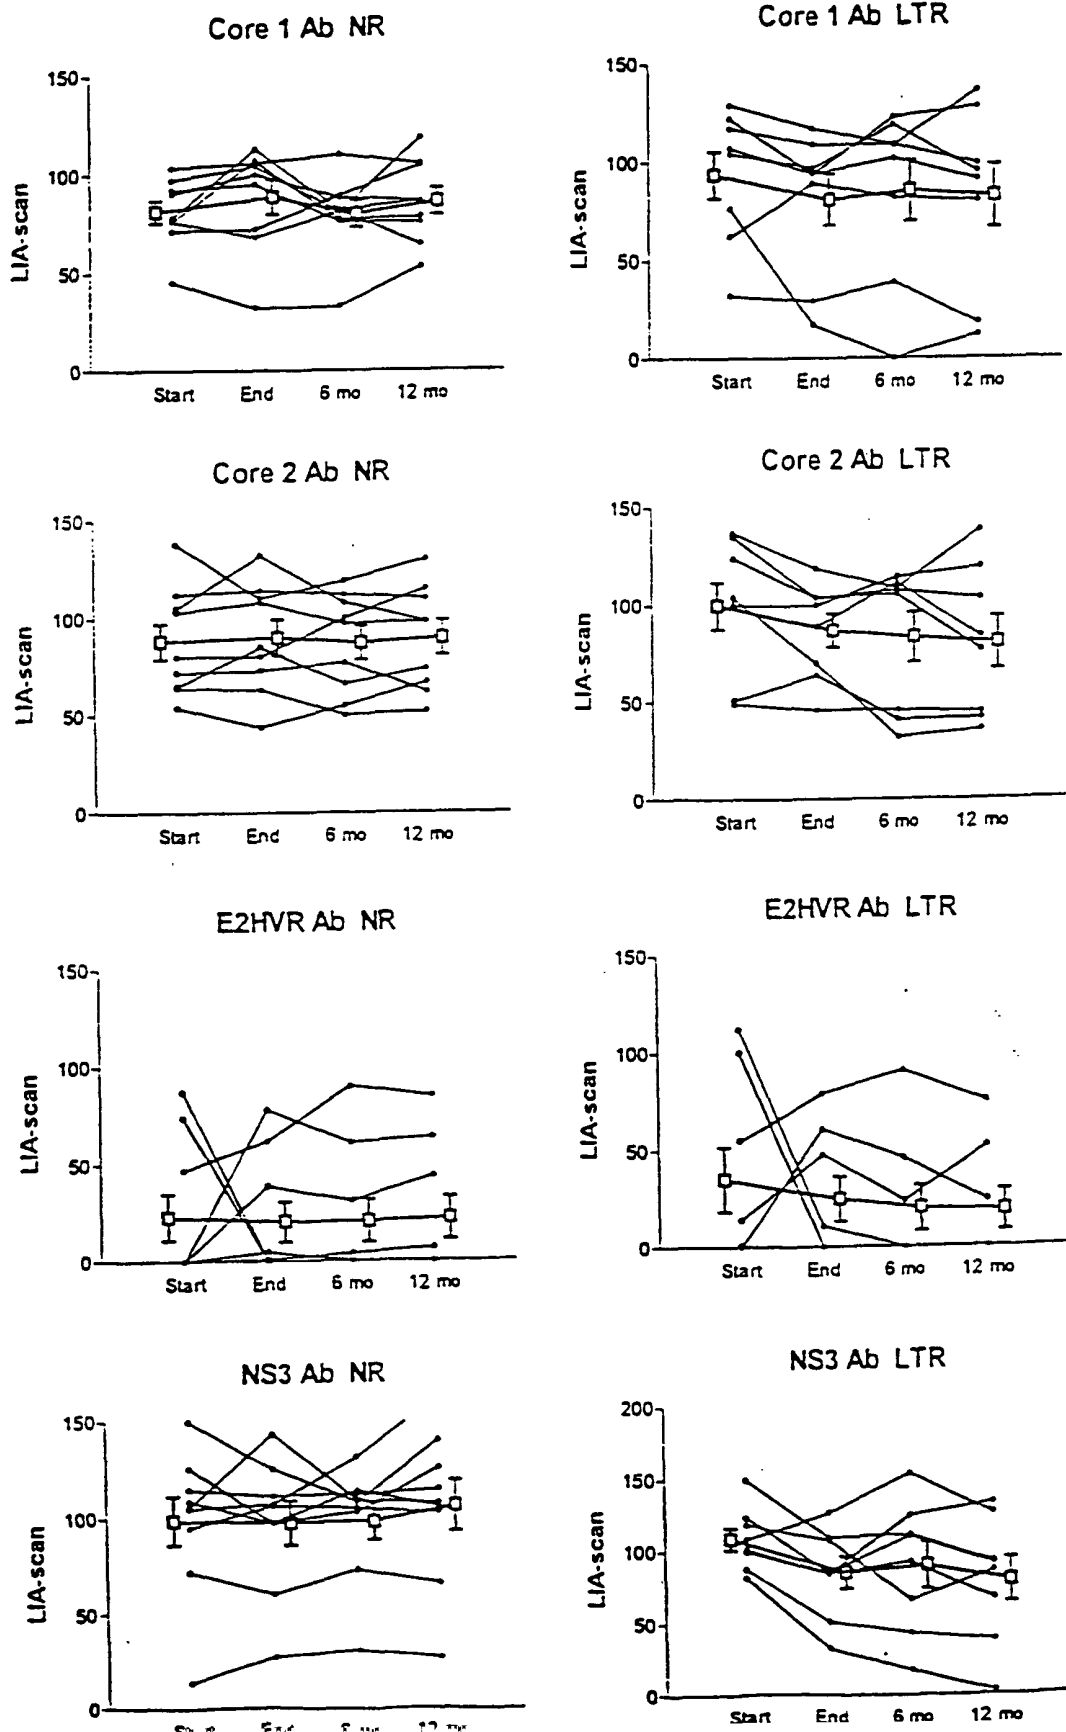 Core 1 Ab NR
150
100
50
0
LIA-scan
Start End 6 mo 12 mo
Core 1 Ab LTR
150
100
50
0
LIA-scan
Start End 6 mo 12 mo
Core 2 Ab NR
150
100
50
0
LIA-scan
Start End 6 mo 12 mo
Core 2 Ab LTR
150
100
50
0
LIA-scan
Start End 6 mo 12 mo
E2HVR Ab NR
150
100
50
0
LIA-scan
Start End 6 mo 12 mo
E2HVR Ab LTR
150
100
50
0
LIA-scan
Start End 6 mo 12 mo
NS3 Ab NR
150
100
50
0
LIA-scan
NS3 Ab LTR
200
150
100
50
0
LIA-scan
Start End 6 mo 12 mo